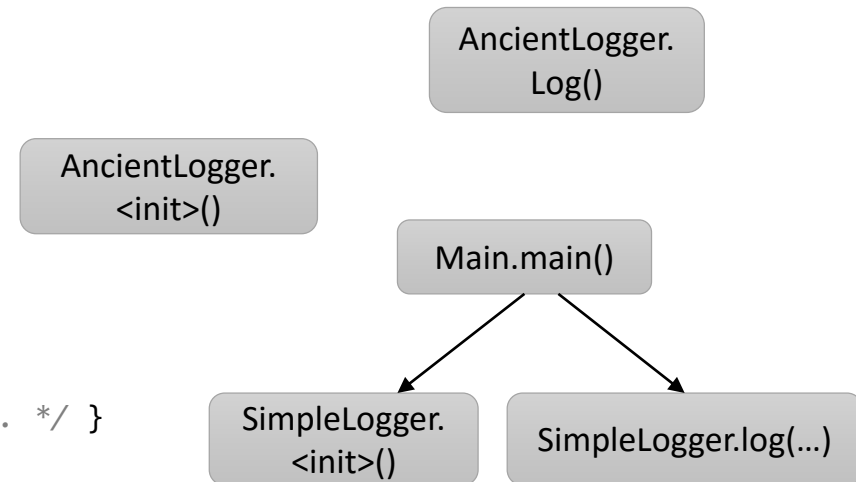 AncientLogger.
Log()
AncientLogger.
<init>()
Main.main()
. */ }
SimpleLogger.
<init>()
SimpleLogger.log(…)